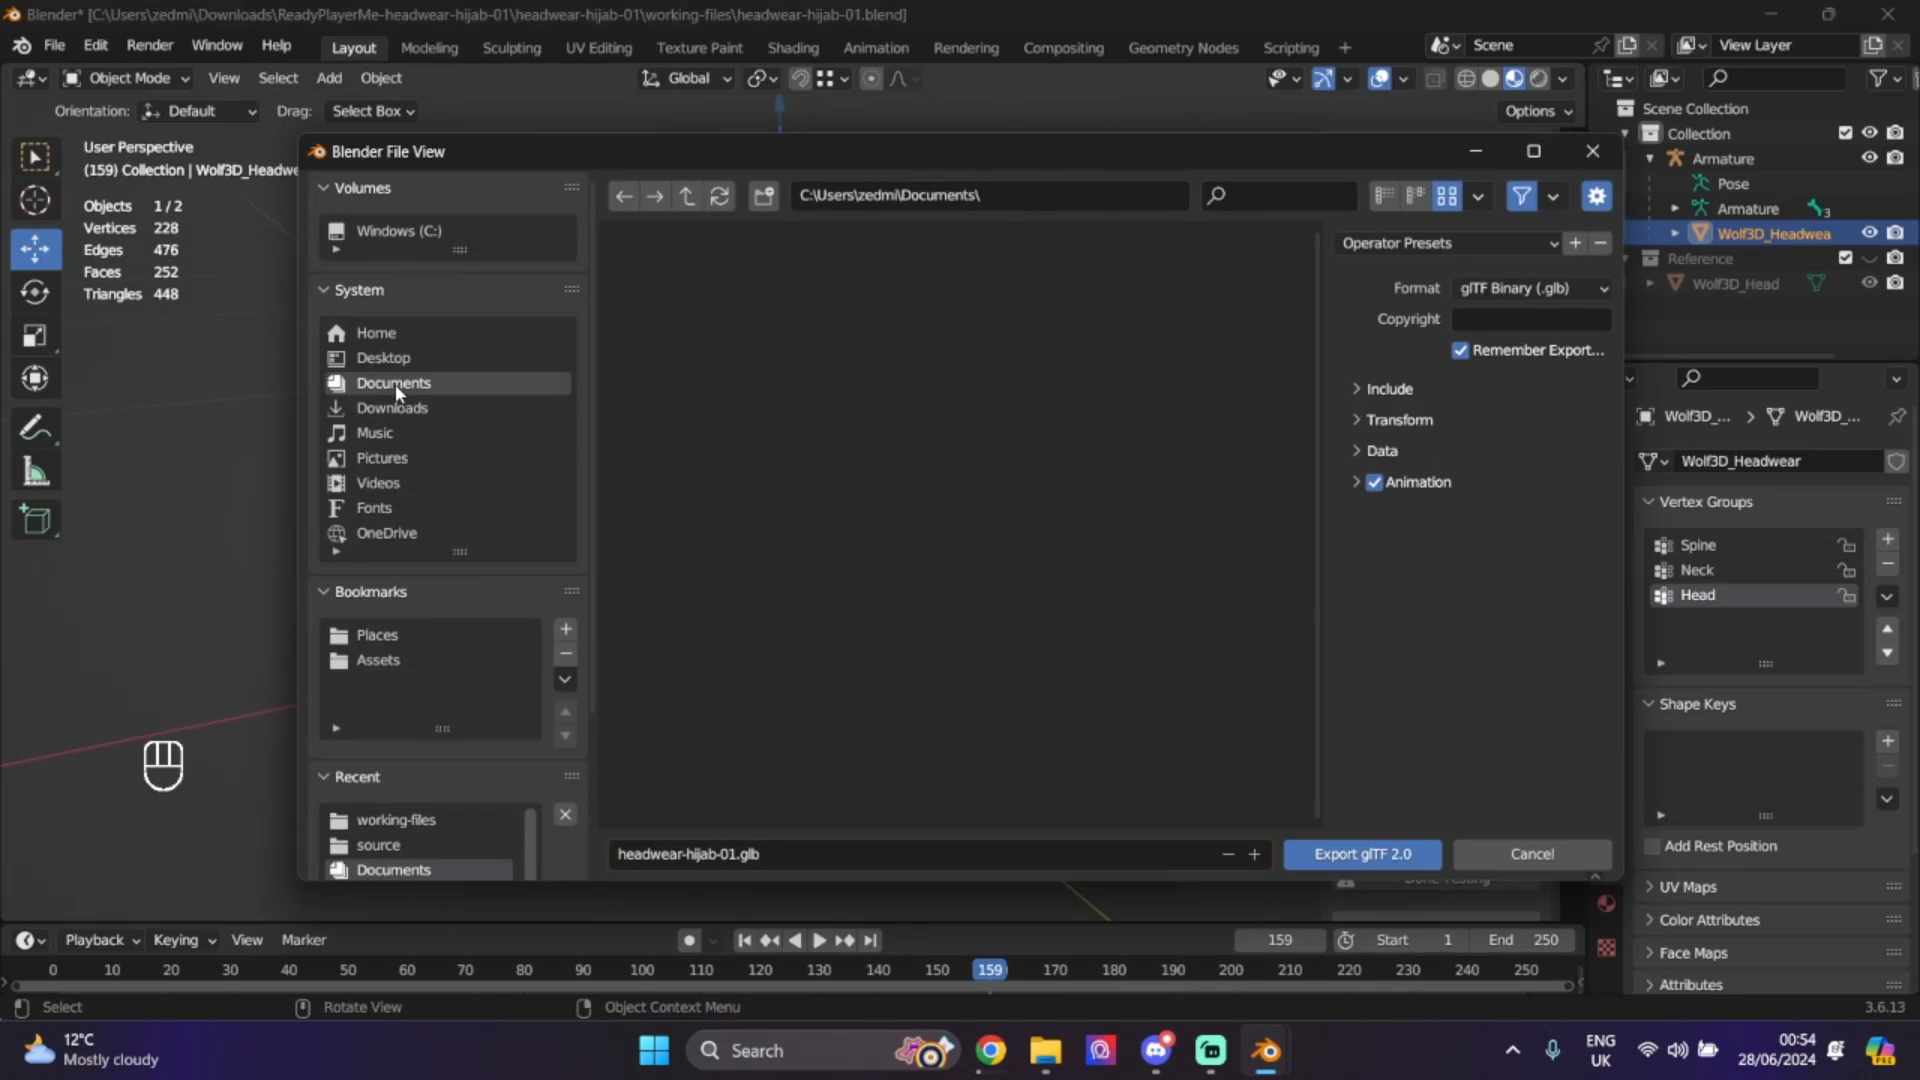 Blender* [C:\Users\zedmi\Downloads\ReadyPlayerMe-headwear-hijab-01\headwear-hijab-01\working-files\headwear-hijab-01.blend]
File Edit Render Window Help Layout Modeling Sculpting UV Editing Texture Paint Shading Animation Rendering Compositing Geometry Nodes Scripting + Scene View Layer
Object Mode View Select Add Object Global
Orientation: Default Drag: Select Box Options
User Perspective
(159) Collection | Wolf3D_Headwe
Objects 1/2
Vertices 228
Edges 476
Faces 252
Triangles 448
Blender File View
Volumes
Windows (C:)
System
Home
Desktop
Documents
Downloads
Music
Pictures
Videos
Fonts
OneDrive
Bookmarks
Places
Assets
Recent
working-files
source
Documents
C:\Users\zedmi\Documents\
Operator Presets
Format glTF Binary (.glb)
Copyright
Remember Export...
Include
Transform
Data
Animation
headwear-hijab-01.glb
Export glTF 2.0
Cancel
Scene Collection
Collection
Armature
Pose
Armature 3
Wolf3D_Headwea
Reference
Wolf3D_Head
Wolf3D_... > Wolf3D_...
Wolf3D_Headwear
Vertex Groups
Spine
Neck
Head
Shape Keys
Add Rest Position
UV Maps
Color Attributes
Face Maps
Attributes
Playback Keying View Marker 159 Start 1 End 250
0 10 20 30 40 50 60 70 80 90 100 110 120 130 140 150 159 170 180 190 200 210 220 230 240 250
Select Rotate View Object Context Menu 3.6.13
12°C
Mostly cloudy
Search
ENG
UK
00:54
28/06/2024
PRE